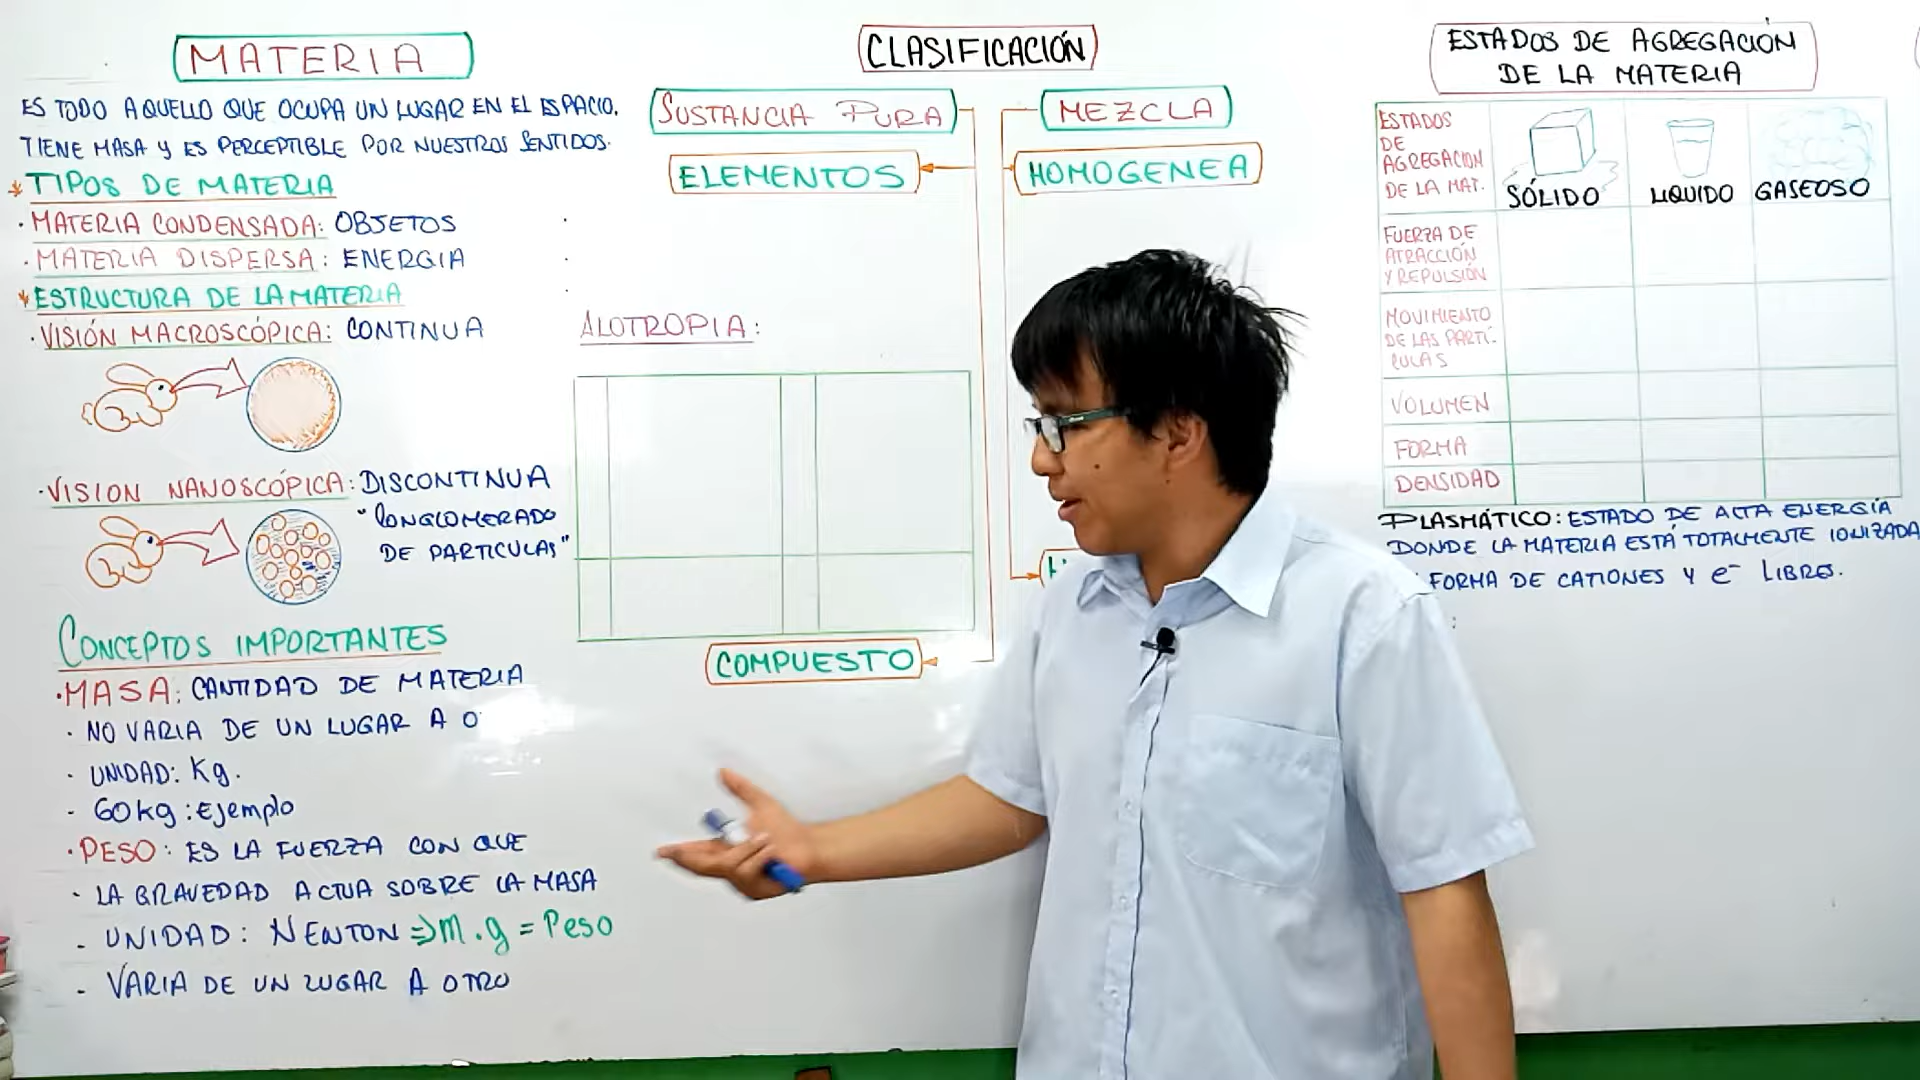 MATERIA
ES TODO AQUELLO QUE OCUPA UN LUGAR EN EL ESPACIO,
TIENE MASA Y ES PERCEPTIBLE POR NUESTROS SENTIDOS.
* TIPOS DE MATERIA
· MATERIA CONDENSADA: OBJETOS
· MATERIA DISPERSA: ENERGIA
* ESTRUCTURA DE LA MATERIA
· VISIÓN MACROSCÓPICA: CONTINUA
· VISION NANOSCÓPICA: DISCONTINUA
"CONGLOMERADO
DE PARTICULAS"
CONCEPTOS IMPORTANTES
· MASA: CANTIDAD DE MATERIA
· NO VARIA DE UN LUGAR A O
· UNIDAD: Kg.
- 60kg: Ejemplo
· PESO: ES LA FUERZA CON QUE
- LA GRAVEDAD ACTUA SOBRE LA MASA
- UNIDAD: NEWTON ⇒ m.g = Peso
- VARIA DE UN LUGAR A OTRO
CLASIFICACIÓN
SUSTANCIA PURA
ELEMENTOS
ALOTROPIA:
COMPUESTO
MEZCLA
HOMOGENEA
ESTADOS DE AGREGACIÓN
DE LA MATERIA
ESTADOS
DE
AGREGACION
DE LA MAT.
SÓLIDO
LIQUIDO
GASEOSO
FUERZA DE
ATRACCIÓN
Y REPULSIÓN
MOVIMIENTO
DE LAS PARTÍ-
CULAS
VOLUMEN
FORMA
DENSIDAD
PLASMÁTICO: ESTADO DE ALTA ENERGÍA
DONDE LA MATERIA ESTÁ TOTALMENTE IONIZADA
FORMA DE CATIONES Y e⁻ LIBRES.